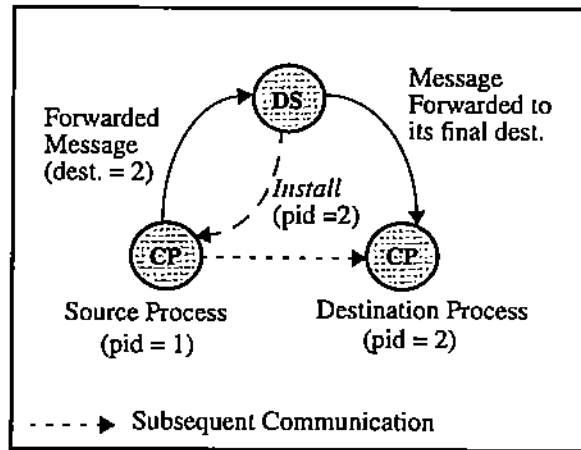 DS
Message
Forwarded to
its final dest.
Forwarded
Message
(dest. = 2)
Install
(pid =2)
CP
CP
Source Process
(pid = 1)
Destination Process
(pid = 2)
Subsequent Communication